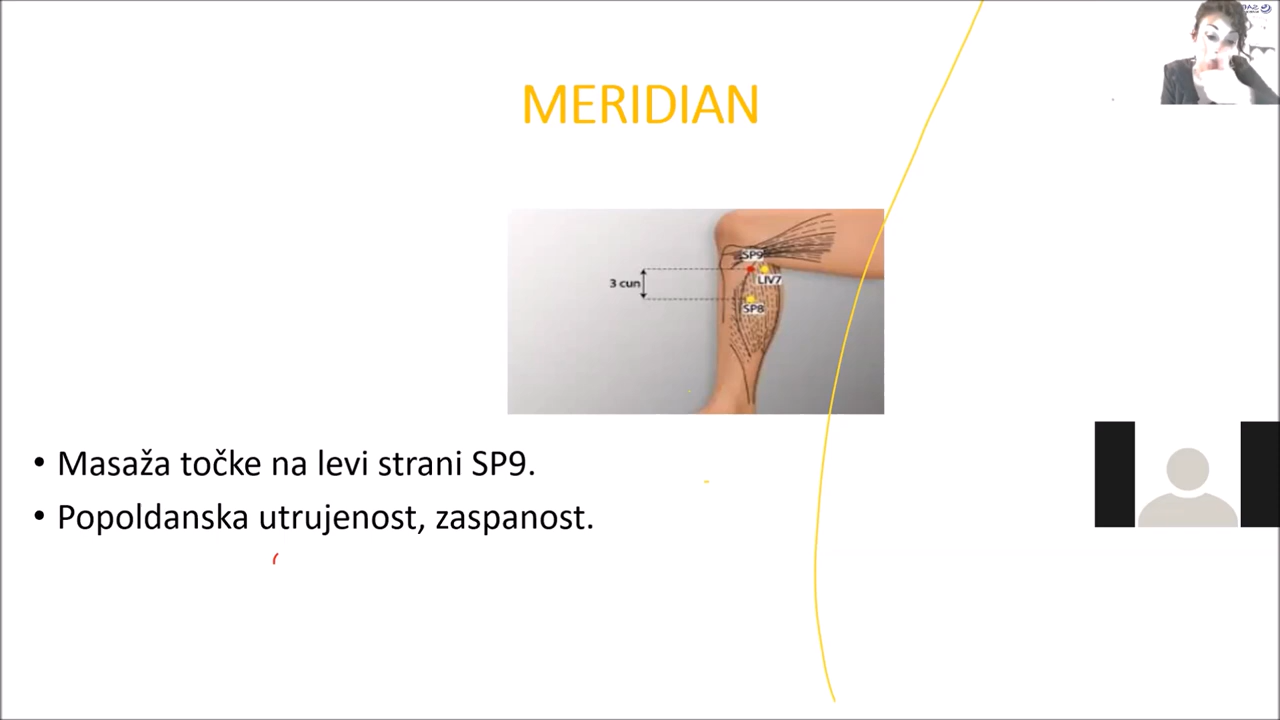 MERIDIAN
SP9
LIV7
3 cun
SP8
• Masaža točke na levi strani SP9.
• Popoldanska utrujenost, zaspanost.